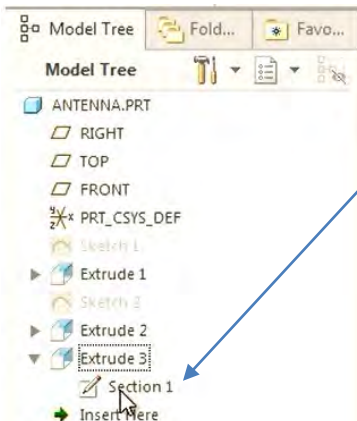 Model Tree Fold... Favo...
Model Tree
ANTENNA.PRT
RIGHT
TOP
FRONT
PRT_CSYS_DEF
Sketch 1
Extrude 1
Sketch 2
Extrude 2
Extrude 3
Section 1
Insert Here